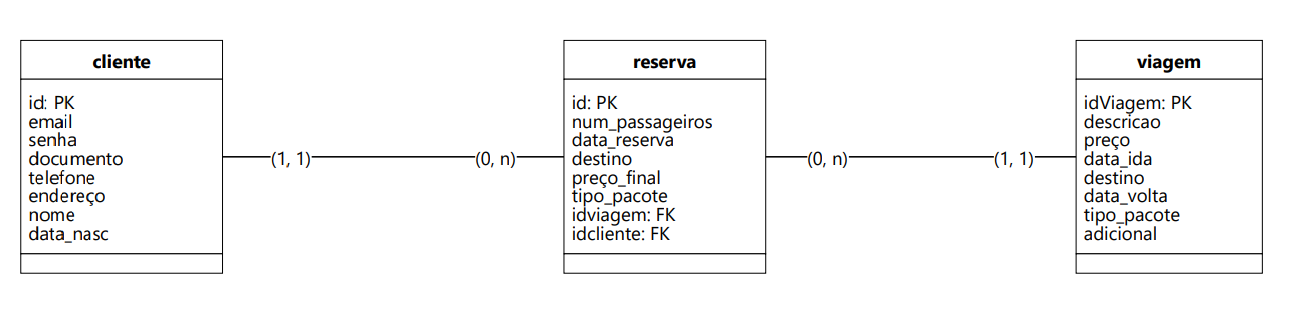 cliente
id: PK
email
senha
documento
telefone
endereço
nome
data_nasc
(1, 1)
(0, n)
reserva
id: PK
num_passageiros
data_reserva
destino
preço_final
tipo_pacote
idviagem: FK
idcliente: FK
(0, n)
(1, 1)
viagem
idViagem: PK
descricao
preço
data_ida
destino
data_volta
tipo_pacote
adicional